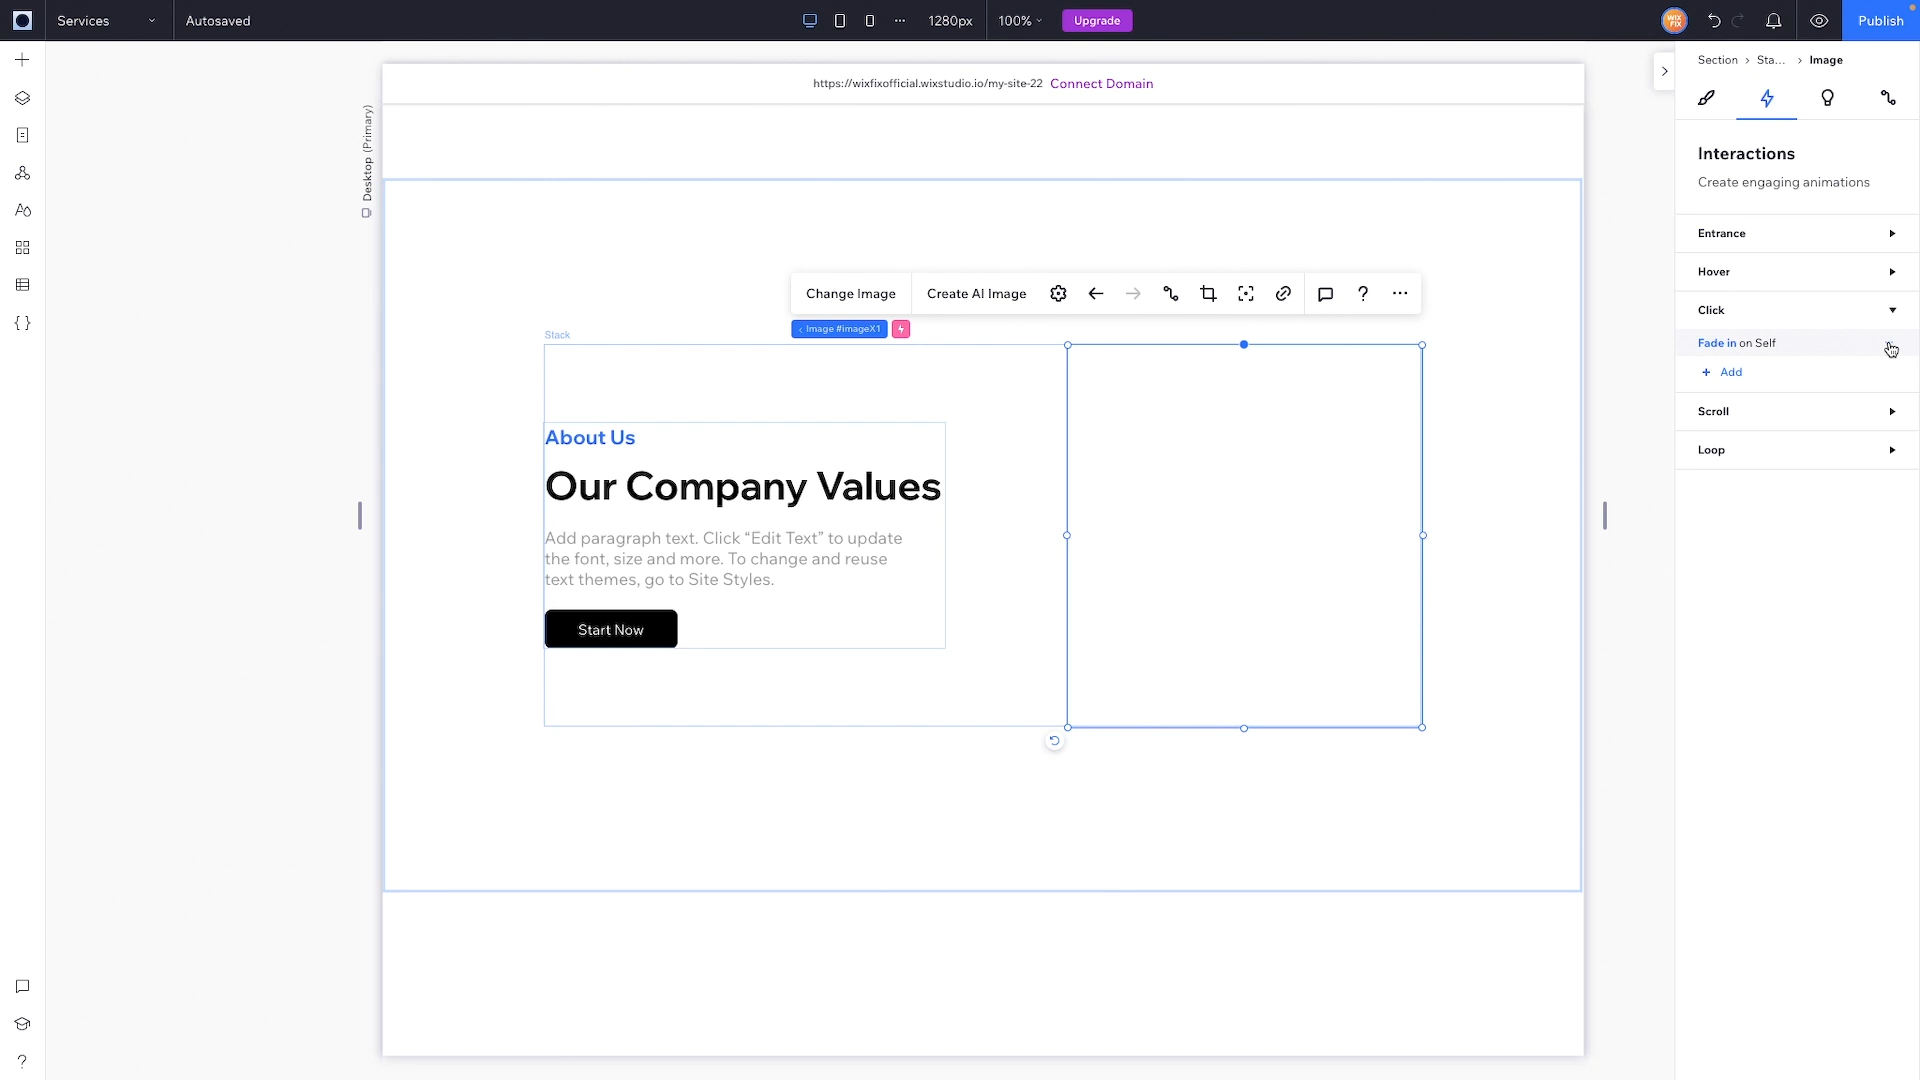 Services
Autosaved
1280px
100%
Upgrade
WIX
FIX
Publish
https://wixfixofficial.wixstudio.io/my-site-22 Connect Domain
Section > Sta... > Image
Desktop (Primary)
Interactions
Create engaging animations
Entrance
Hover
Click
Fade in on Self
+ Add
Scroll
Loop
Change Image
Create AI Image
Stack
Image #imageX1
About Us
Our Company Values
Add paragraph text. Click “Edit Text” to update
the font, size and more. To change and reuse
text themes, go to Site Styles.
Start Now